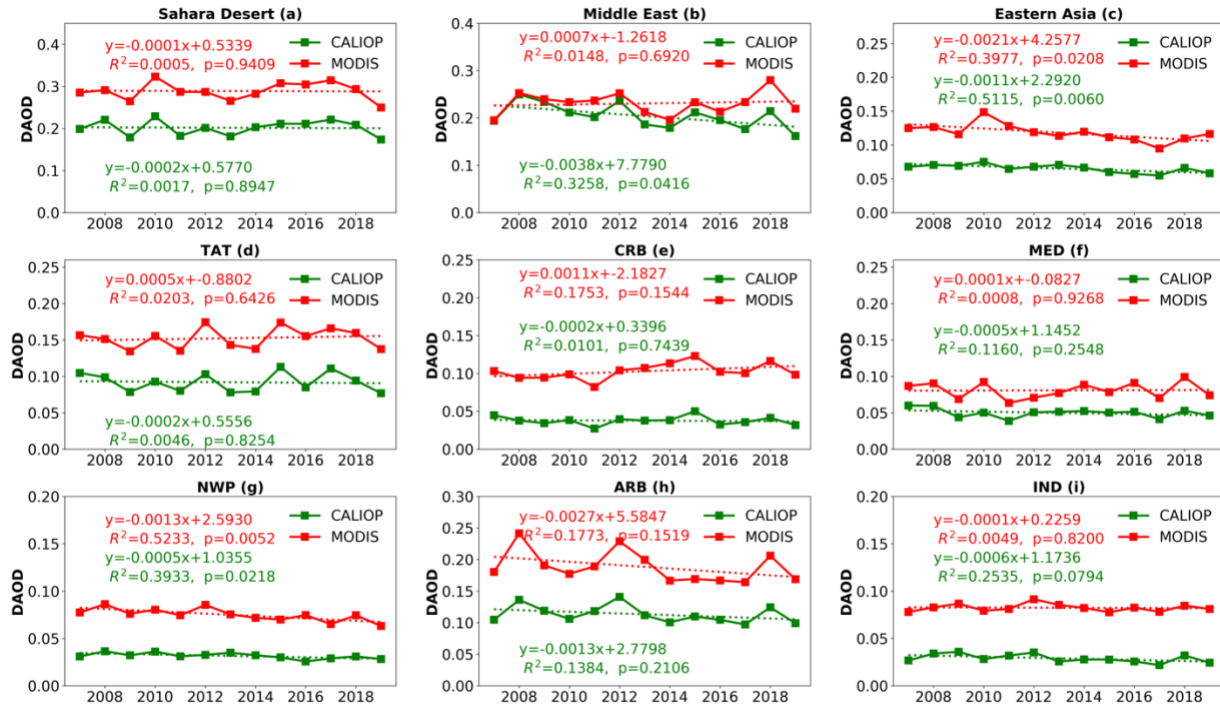 Sahara Desert (a)
DAOD
0.4
0.3
0.2
0.1
0.0
y=-0.0001x+0.5339
R²=0.0005, p=0.9409
CALIOP
MODIS
y=-0.0002x+0.5770
R²=0.0017, p=0.8947
2008 2010 2012 2014 2016 2018
Middle East (b)
DAOD
0.4
0.3
0.2
0.1
0.0
y=0.0007x+-1.2618
R²=0.0148, p=0.6920
CALIOP
MODIS
y=-0.0038x+7.7790
R²=0.3258, p=0.0416
2008 2010 2012 2014 2016 2018
Eastern Asia (c)
DAOD
0.25
0.20
0.15
0.10
0.05
0.00
y=-0.0021x+4.2577
R²=0.3977, p=0.0208
y=-0.0011x+2.2920
R²=0.5115, p=0.0060
CALIOP
MODIS
2008 2010 2012 2014 2016 2018
TAT (d)
DAOD
0.25
0.20
0.15
0.10
0.05
0.00
y=0.0005x+-0.8802
R²=0.0203, p=0.6426
CALIOP
MODIS
y=-0.0002x+0.5556
R²=0.0046, p=0.8254
2008 2010 2012 2014 2016 2018
CRB (e)
DAOD
0.25
0.20
0.15
0.10
0.05
0.00
y=0.0011x+-2.1827
R²=0.1753, p=0.1544
y=-0.0002x+0.3396
R²=0.0101, p=0.7439
CALIOP
MODIS
2008 2010 2012 2014 2016 2018
MED (f)
DAOD
0.25
0.20
0.15
0.10
0.05
0.00
y=0.0001x+-0.0827
R²=0.0008, p=0.9268
y=-0.0005x+1.1452
R²=0.1160, p=0.2548
CALIOP
MODIS
2008 2010 2012 2014 2016 2018
NWP (g)
DAOD
0.20
0.15
0.10
0.05
0.00
y=-0.0013x+2.5930
R²=0.5233, p=0.0052
y=-0.0005x+1.0355
R²=0.3933, p=0.0218
CALIOP
MODIS
2008 2010 2012 2014 2016 2018
ARB (h)
DAOD
0.30
0.25
0.20
0.15
0.10
0.05
0.00
y=-0.0027x+5.5847
R²=0.1773, p=0.1519
CALIOP
MODIS
y=-0.0013x+2.7798
R²=0.1384, p=0.2106
2008 2010 2012 2014 2016 2018
IND (i)
DAOD
0.20
0.15
0.10
0.05
0.00
y=-0.0001x+0.2259
R²=0.0049, p=0.8200
y=-0.0006x+1.1736
R²=0.2535, p=0.0794
CALIOP
MODIS
2008 2010 2012 2014 2016 2018